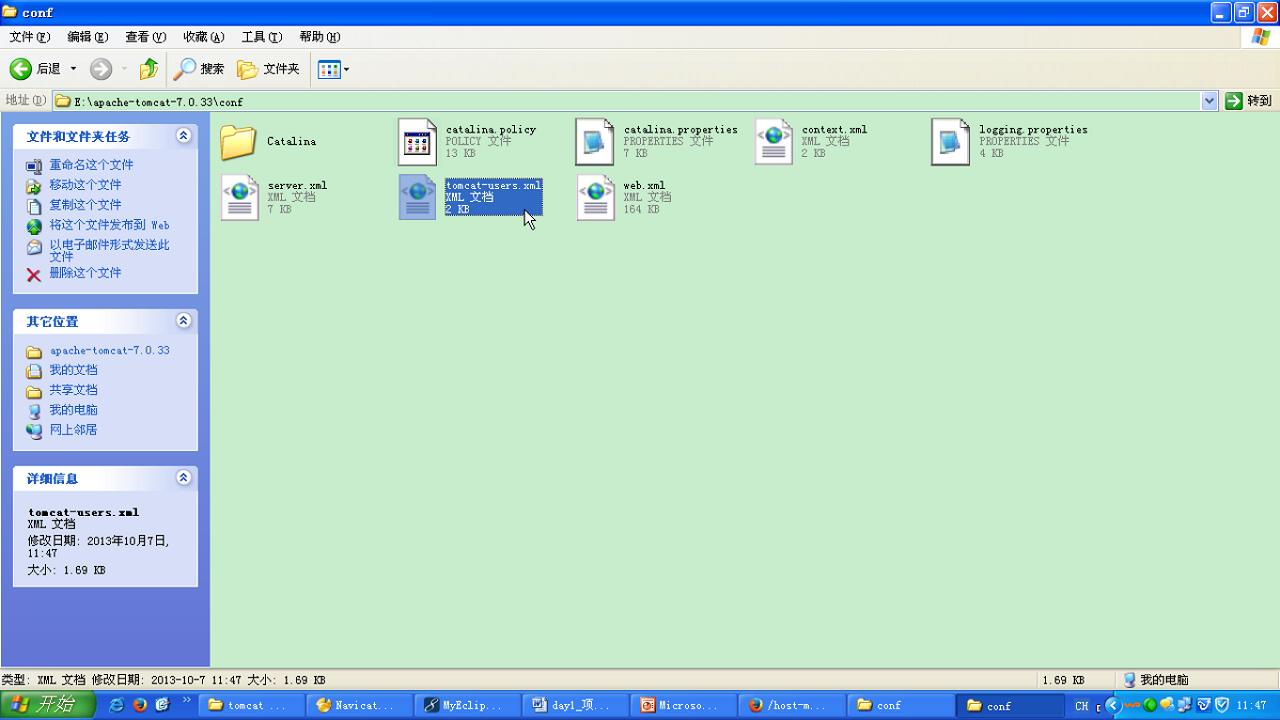 conf
文件(F) 编辑(E) 查看(V) 收藏(A) 工具(T) 帮助(H)
后退 搜索 文件夹
地址(D) E:\apache-tomcat-7.0.33\conf 转到
文件和文件夹任务
重命名这个文件
移动这个文件
复制这个文件
将这个文件发布到 Web
以电子邮件形式发送此
文件
删除这个文件
其它位置
apache-tomcat-7.0.33
我的文档
共享文档
我的电脑
网上邻居
详细信息
tomcat-users.xml
XML 文档
修改日期: 2013年10月7日,
11:47
大小: 1.69 KB
Catalina
catalina.policy
POLICY 文件
13 KB
catalina.properties
PROPERTIES 文件
7 KB
context.xml
XML 文档
2 KB
logging.properties
PROPERTIES 文件
4 KB
server.xml
XML 文档
7 KB
tomcat-users.xml
XML 文档
2 KB
web.xml
XML 文档
164 KB
类型: XML 文档 修改日期: 2013-10-7 11:47 大小: 1.69 KB 1.69 KB 我的电脑
开始 tomcat ... Navicat... MyEclip... day1_项... Microso... /host-m... conf conf CH 11:47